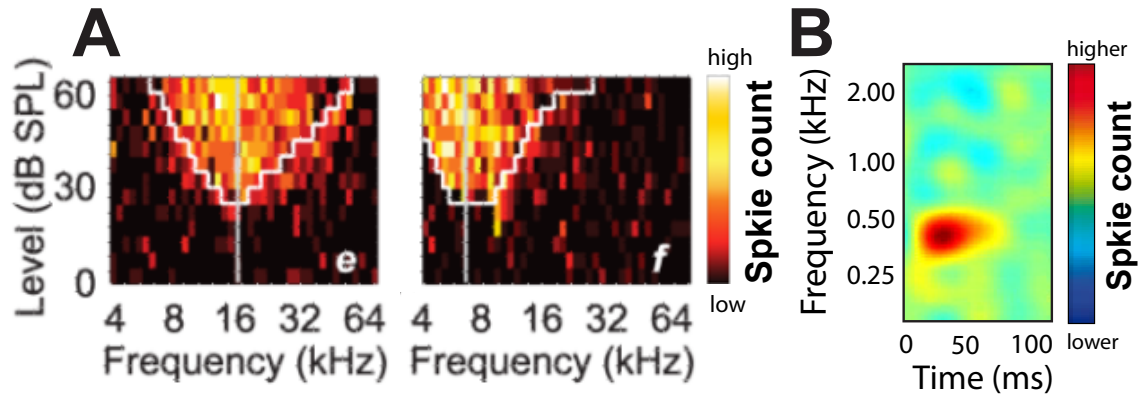 A
Level (dB SPL)
60
30
0
e
4 8 16 32 64
Frequency (kHz)
f
4 8 16 32 64
Frequency (kHz)
high
Spkie count
low
B
Frequency (kHz)
2.00
1.00
0.50
0.25
0 50 100
Time (ms)
higher
Spkie count
lower